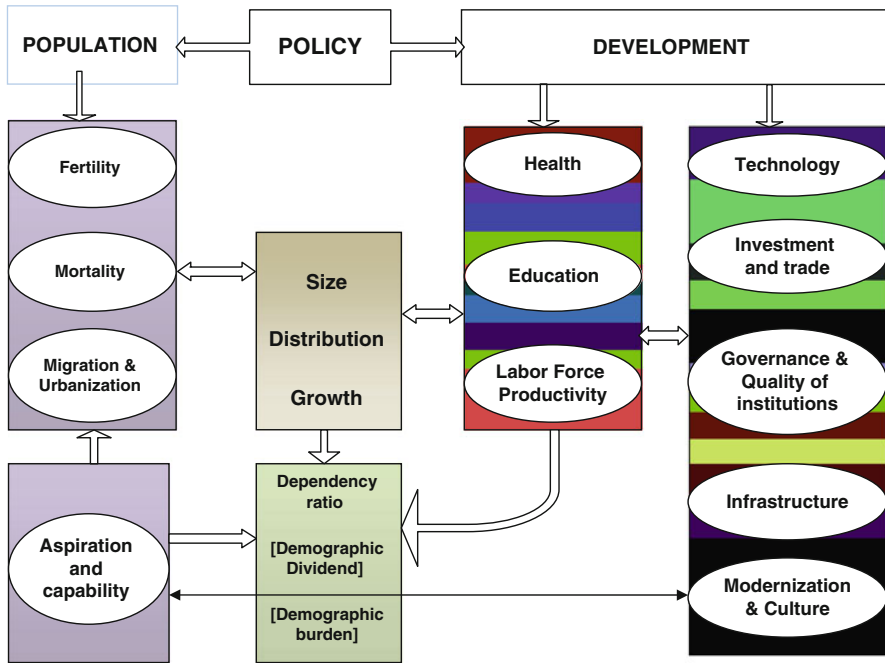 POPULATION
POLICY
DEVELOPMENT
Fertility
Mortality
Migration &
Urbanization
Size
Distribution
Growth
Health
Education
Labor Force
Productivity
Technology
Investment
and trade
Governance &
Quality of
institutions
Infrastructure
Modernization
& Culture
Aspiration
and
capability
Dependency
ratio
[Demographic
Dividend]
[Demographic
burden]